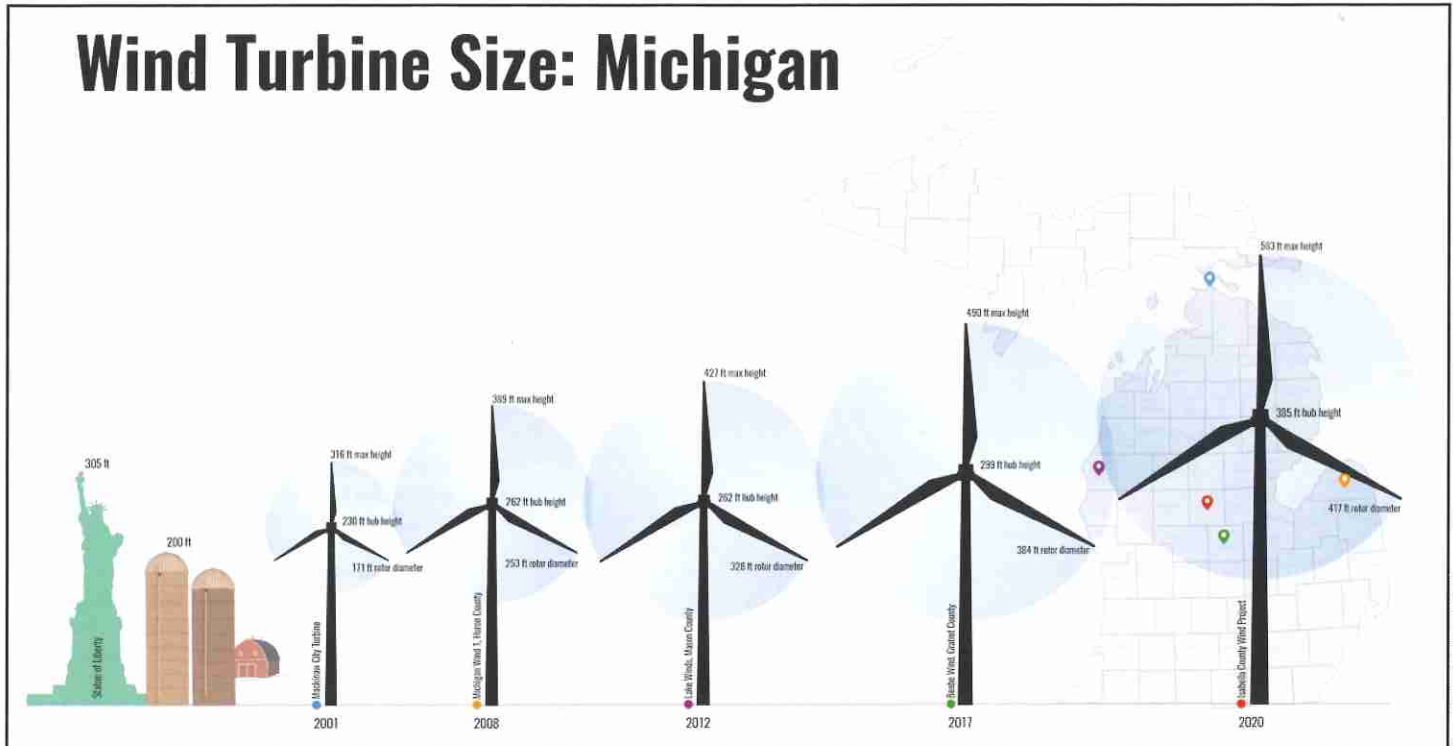 Wind Turbine Size: Michigan
305 ft
Statue of Liberty
200 ft
316 ft max height
230 ft hub height
171 ft rotor diameter
Mackinaw City Turbine
2001
389 ft max height
262 ft hub height
253 ft rotor diameter
Michigan Wind 1, Huron County
2008
427 ft max height
262 ft hub height
328 ft rotor diameter
Lake Winds, Mason County
2012
490 ft max height
299 ft hub height
384 ft rotor diameter
Beebe Wind, Gratiot County
2017
583 ft max height
385 ft hub height
417 ft rotor diameter
Isabella County Wind Project
2020